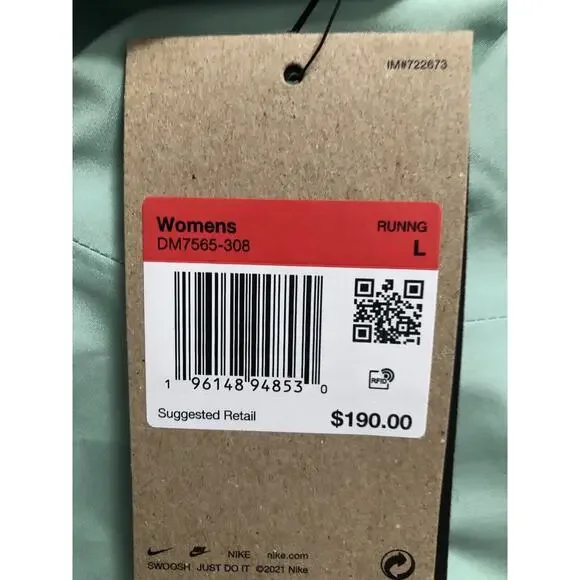 IM#722673
Womens RUNNG
DM7565-308 L
RFID
1 96148 94853 0
Suggested Retail $190.00
NIKE nike.com
SWOOSH JUST DO IT ©2021 Nike